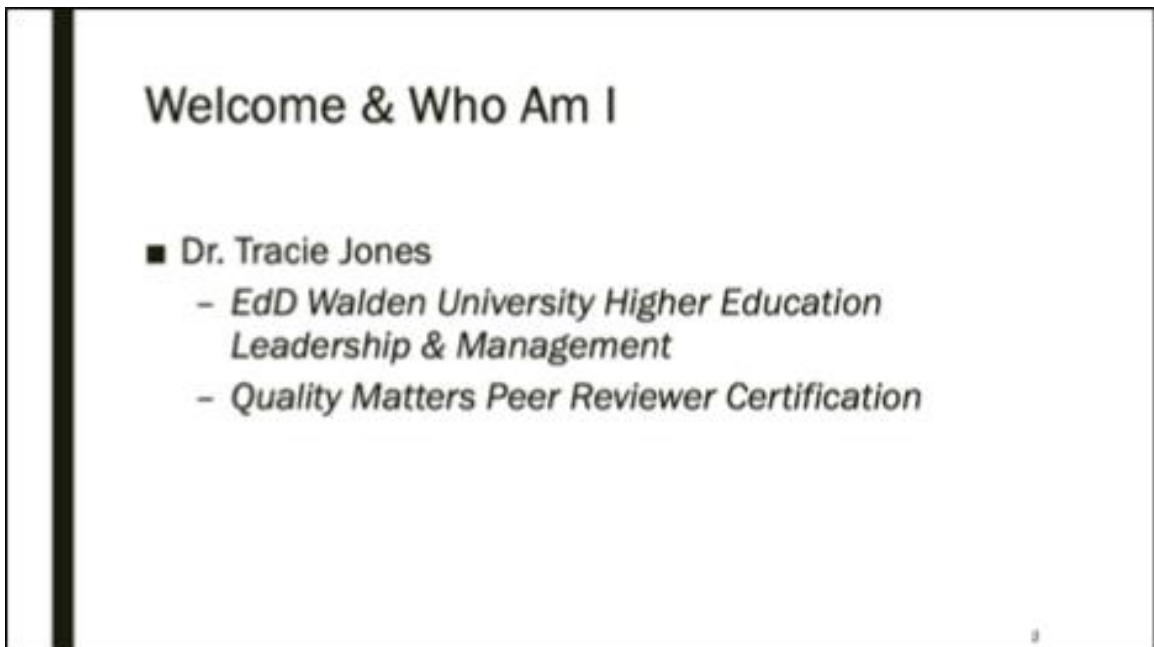 Welcome & Who Am I
■ Dr. Tracie Jones
– EdD Walden University Higher Education
Leadership & Management
– Quality Matters Peer Reviewer Certification